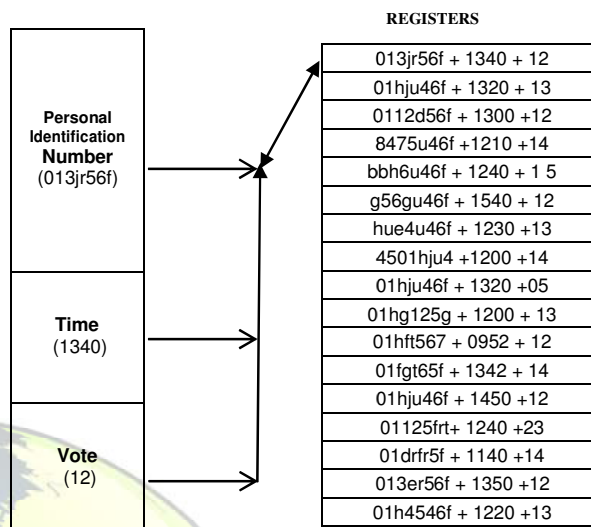 REGISTERS
Personal
Identification
Number
(013jr56f)
Time
(1340)
Vote
(12)
013jr56f + 1340 + 12
01hju46f + 1320 + 13
0112d56f + 1300 +12
8475u46f +1210 +14
bbh6u46f + 1240 + 1 5
g56gu46f + 1540 + 12
hue4u46f + 1230 +13
4501hju4 +1200 +14
01hju46f + 1320 +05
01hg125g + 1200 + 13
01hft567 + 0952 + 12
01fgt65f + 1342 + 14
01hju46f + 1450 +12
01125frt+ 1240 +23
01drfr5f + 1140 +14
013er56f + 1350 +12
01h4546f + 1220 +13